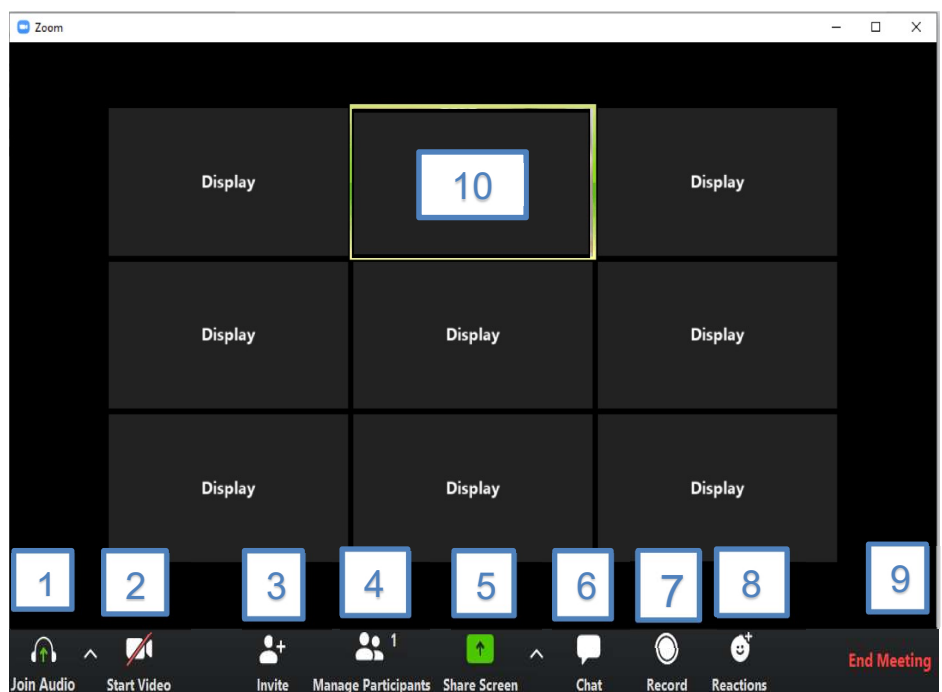 Zoom
Display 10 Display
Display Display Display
Display Display Display
1 2 3 4 5 6 7 8 9
1
Join Audio Start Video Invite Manage Participants Share Screen Chat Record Reactions End Meeting